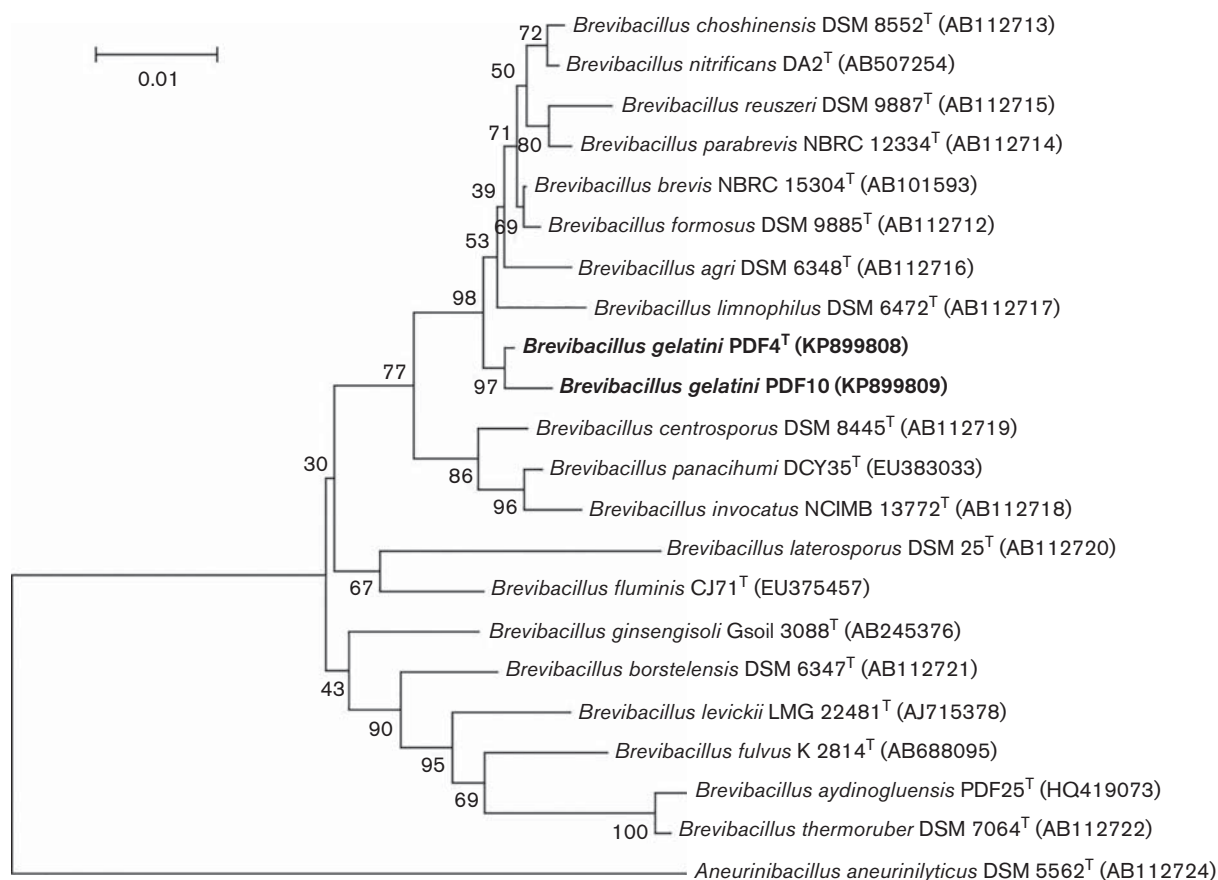 0.01
72
Brevibacillus choshinensis DSM 8552ᵀ (AB112713)
Brevibacillus nitrificans DA2ᵀ (AB507254)
50
Brevibacillus reuszeri DSM 9887ᵀ (AB112715)
71
80
Brevibacillus parabrevis NBRC 12334ᵀ (AB112714)
Brevibacillus brevis NBRC 15304ᵀ (AB101593)
39
69
Brevibacillus formosus DSM 9885ᵀ (AB112712)
53
Brevibacillus agri DSM 6348ᵀ (AB112716)
98
Brevibacillus limnophilus DSM 6472ᵀ (AB112717)
Brevibacillus gelatini PDF4ᵀ (KP899808)
77
97
Brevibacillus gelatini PDF10 (KP899809)
Brevibacillus centrosporus DSM 8445ᵀ (AB112719)
30
86
Brevibacillus panacihumi DCY35ᵀ (EU383033)
96
Brevibacillus invocatus NCIMB 13772ᵀ (AB112718)
Brevibacillus laterosporus DSM 25ᵀ (AB112720)
67
Brevibacillus fluminis CJ71ᵀ (EU375457)
Brevibacillus ginsengisoli Gsoil 3088ᵀ (AB245376)
43
Brevibacillus borstelensis DSM 6347ᵀ (AB112721)
90
Brevibacillus levickii LMG 22481ᵀ (AJ715378)
95
Brevibacillus fulvus K 2814ᵀ (AB688095)
69
Brevibacillus aydinogluensis PDF25ᵀ (HQ419073)
100
Brevibacillus thermoruber DSM 7064ᵀ (AB112722)
Aneurinibacillus aneurinilyticus DSM 5562ᵀ (AB112724)